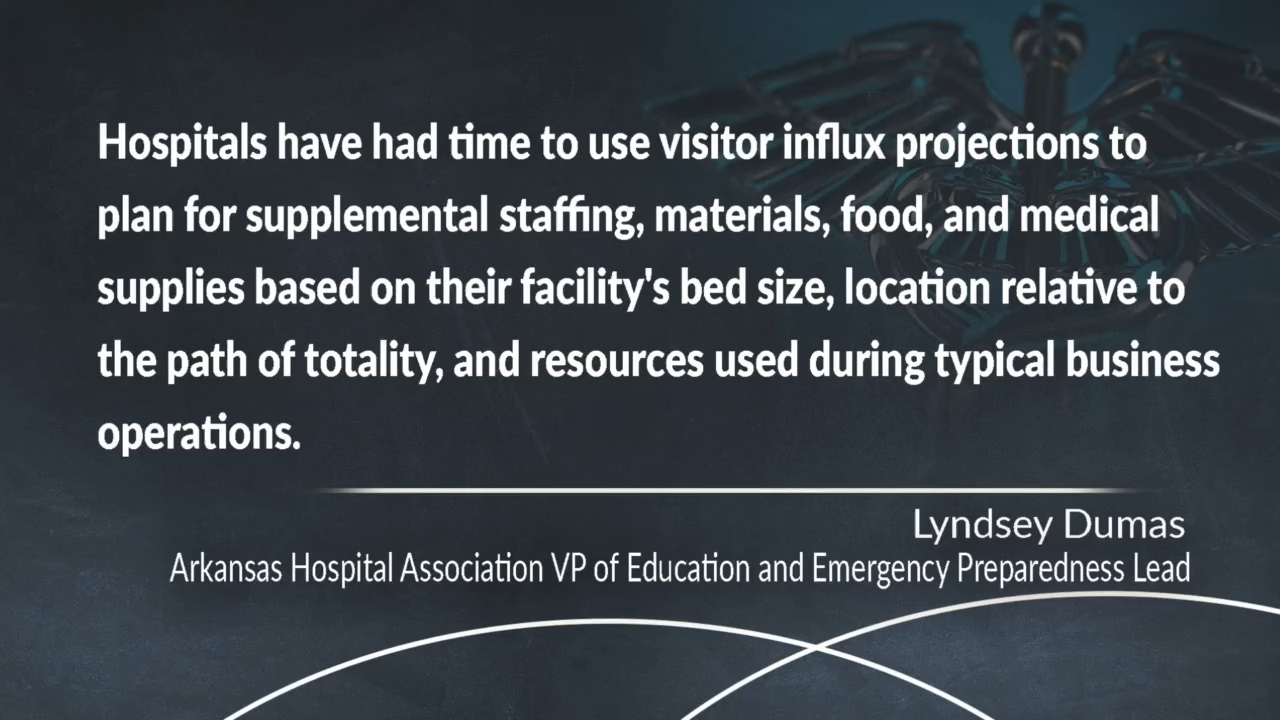 Hospitals have had time to use visitor influx projections to
plan for supplemental staffing, materials, food, and medical
supplies based on their facility's bed size, location relative to
the path of totality, and resources used during typical business
operations.
Lyndsey Dumas
Arkansas Hospital Association VP of Education and Emergency Preparedness Lead